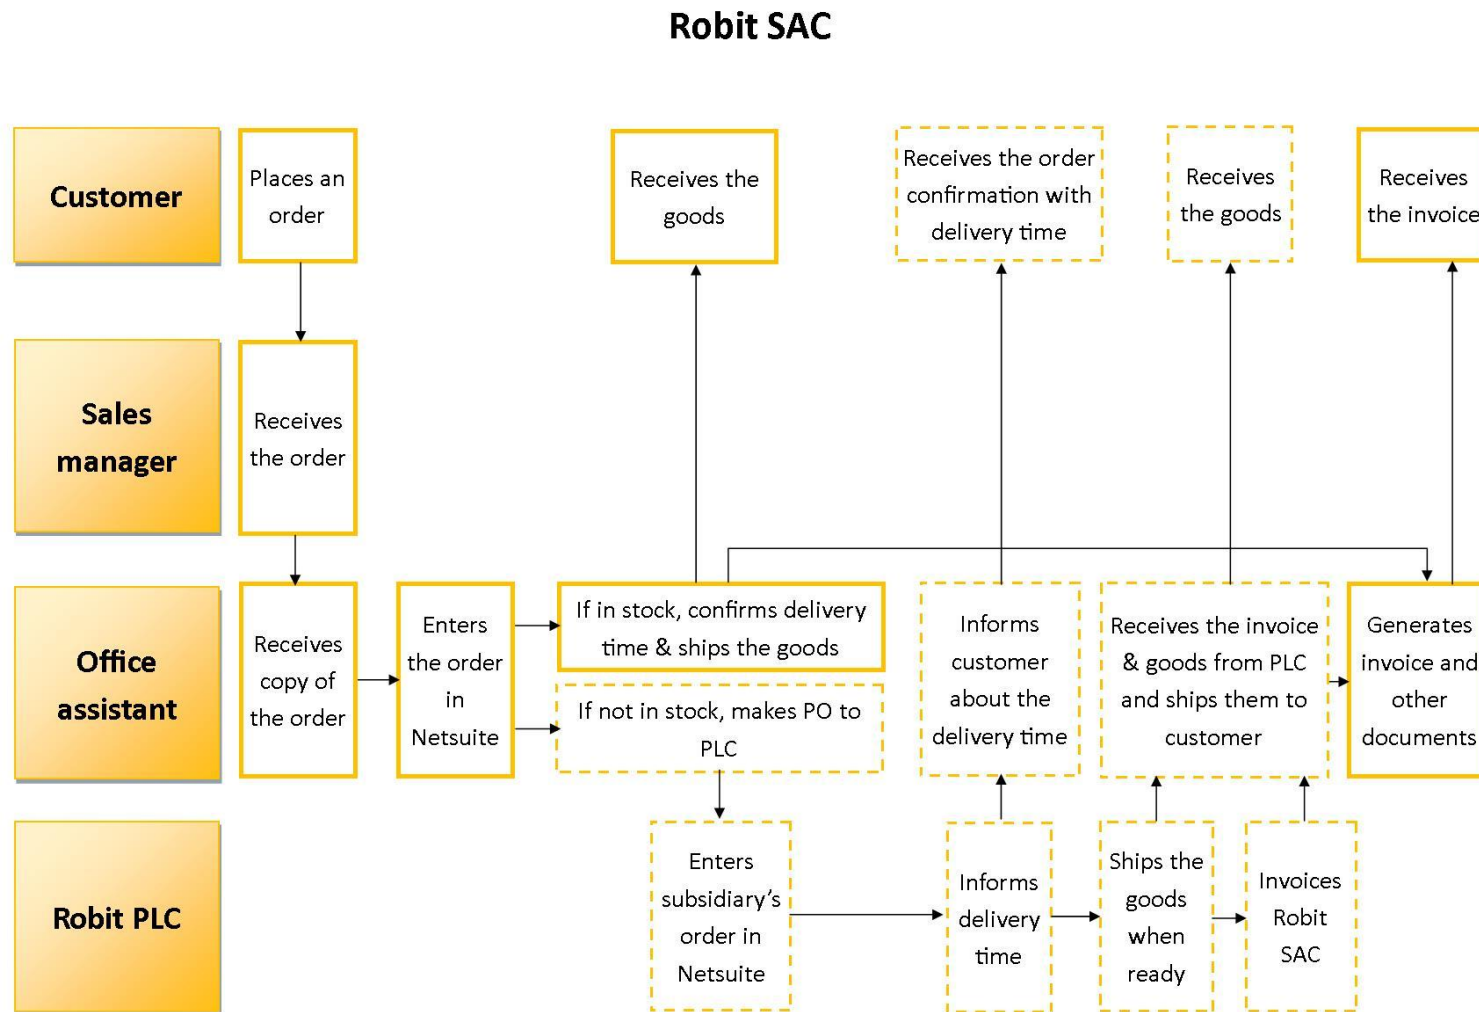 Robit SAC
Customer
Places an
order
Receives the
goods
Receives the order
confirmation with
delivery time
Receives
the goods
Receives
the invoice
Sales
manager
Receives
the order
Office
assistant
Receives
copy of
the order
Enters
the order
in
Netsuite
If in stock, confirms delivery
time & ships the goods
If not in stock, makes PO to
PLC
Informs
customer
about the
delivery time
Receives the invoice
& goods from PLC
and ships them to
customer
Generates
invoice and
other
documents
Robit PLC
Enters
subsidiary's
order in
Netsuite
Informs
delivery
time
Ships the
goods
when
ready
Invoices
Robit
SAC